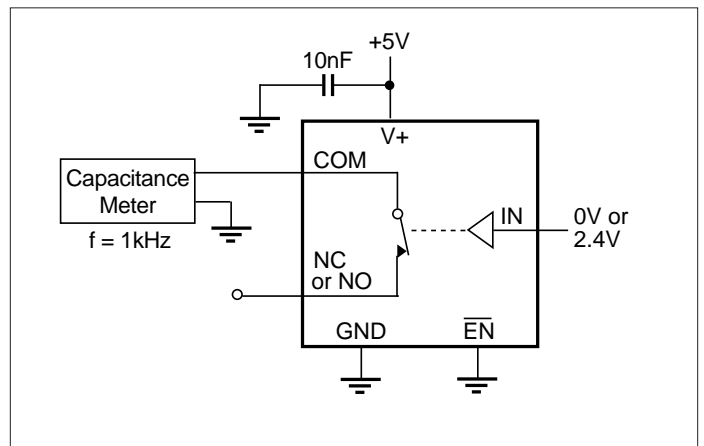 +5V
10nF
V+
COM
Capacitance
Meter
f = 1kHz
IN
0V or
2.4V
NC
or NO
GND
EN